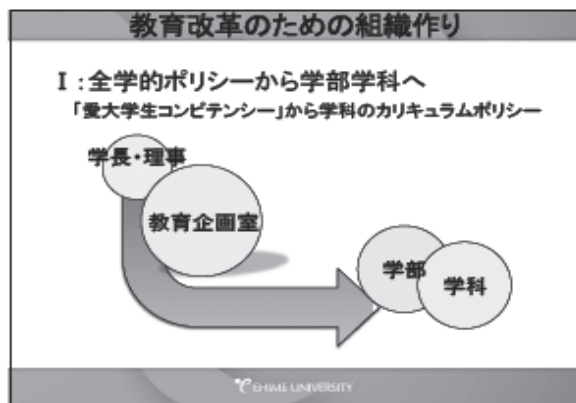 教育改革のための組織作り
Ⅰ：全学的ポリシーから学部学科へ
「愛大学生コンピテンシー」から学科のカリキュラムポリシー
学長・理事
教育企画室
学部
学科
EHIME UNIVERSITY